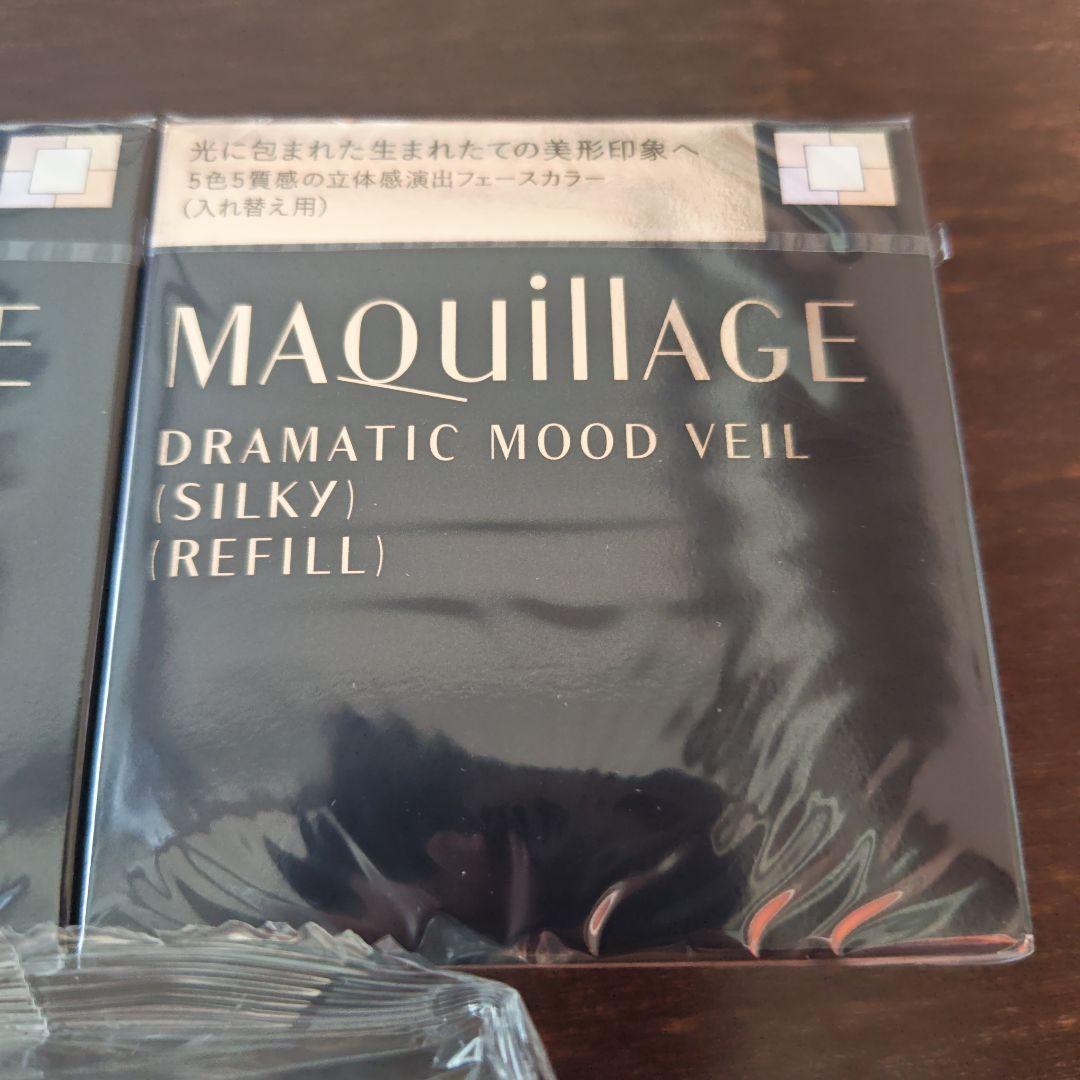 光に包まれた生まれたての美形印象へ
5色5質感の立体感演出フェースカラー
(入れ替え用)
MAQuillAGE
DRAMATIC MOOD VEIL
(SILKY)
(REFILL)
E